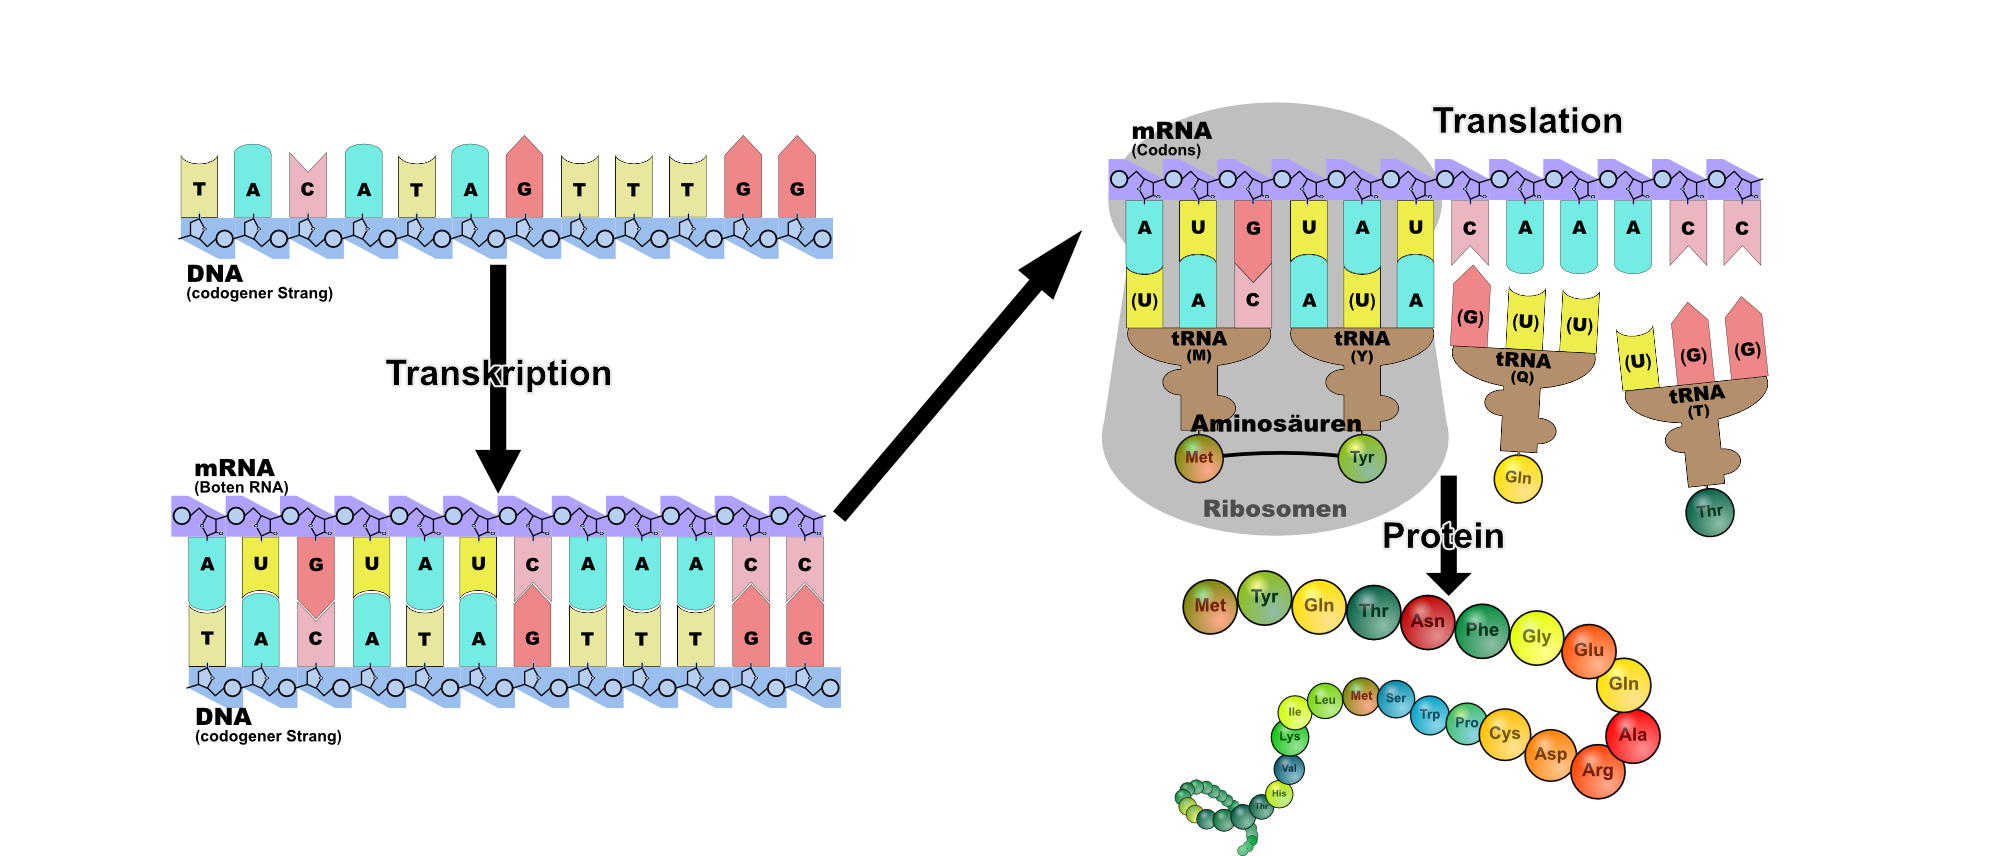 T A C A T A G T T T G G
DNA
(codogener Strang)
Transkription
mRNA
(Boten RNA)
A U G U A U C A A A C C
T A C A T A G T T T G G
DNA
(codogener Strang)
Translation
mRNA
(Codons)
A U G U A U C A A A C C
(U) A C A (U) A (G) (U) (U) (U) (G) (G)
tRNA
(M)
tRNA
(Y)
tRNA
(Q)
tRNA
(T)
Aminosäuren
Met Tyr Gln Thr
Ribosomen
Protein
Met Tyr Gln Thr Asn Phe Gly Glu Gln Ala Arg Asp Cys Pro Trp Ser Met Leu Ile Lys Val His Thr